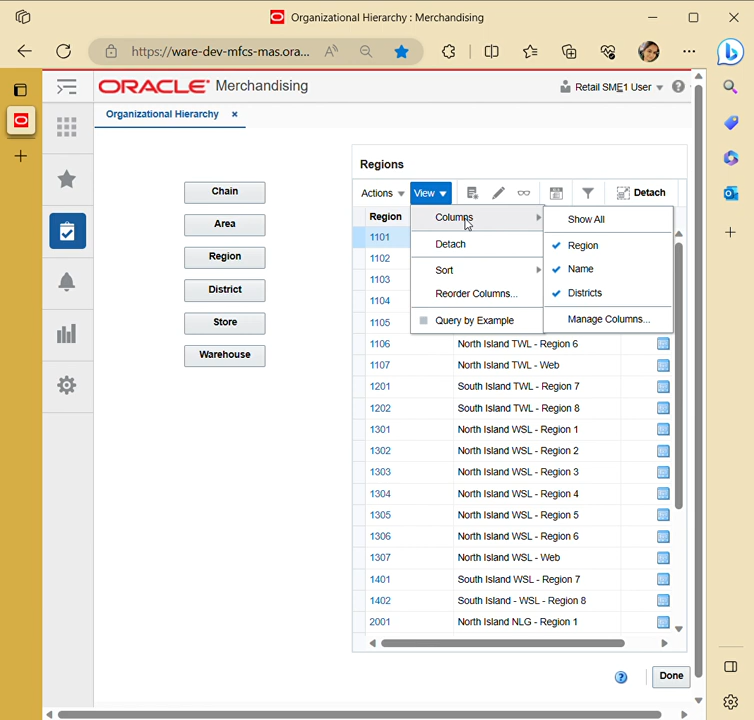 Organizational Hierarchy : Merchandising
https://ware-dev-mfcs-mas.ora...
ORACLE Merchandising
Retail SME1 User
Organizational Hierarchy ×
Chain
Area
Region
District
Store
Warehouse
Regions
Actions View Detach
Region
1101
1102
1103
1104
1105
Columns
Detach
Sort
Reorder Columns...
Query by Example
Show All
Region
Name
Districts
Manage Columns...
1106 North Island TWL - Region 6
1107 North Island TWL - Web
1201 South Island TWL - Region 7
1202 South Island TWL - Region 8
1301 North Island WSL - Region 1
1302 North Island WSL - Region 2
1303 North Island WSL - Region 3
1304 North Island WSL - Region 4
1305 North Island WSL - Region 5
1306 North Island WSL - Region 6
1307 North Island WSL - Web
1401 South Island WSL - Region 7
1402 South Island - WSL - Region 8
2001 North Island NLG - Region 1
Done